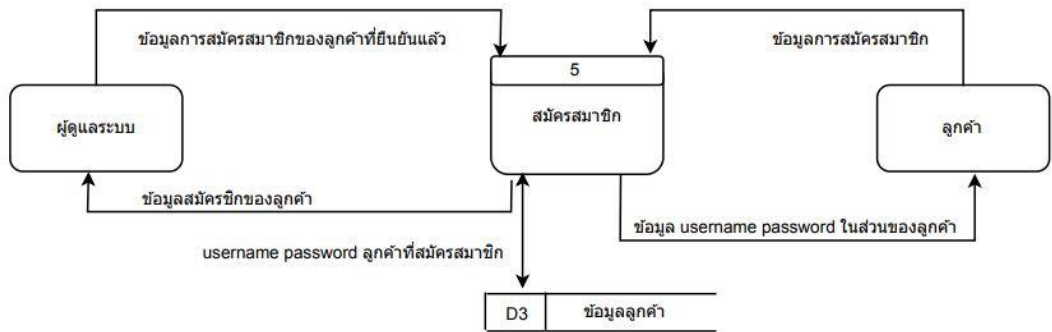 ข้อมูลการสมัครสมาชิกของลูกค้าที่ยืนยันแล้ว
ข้อมูลการสมัครสมาชิก
5
สมัครสมาชิก
ผู้ดูแลระบบ
ลูกค้า
ข้อมูลสมัครชิกของลูกค้า
ข้อมูล username password ในส่วนของลูกค้า
username password ลูกค้าที่สมัครสมาชิก
D3 ข้อมูลลูกค้า